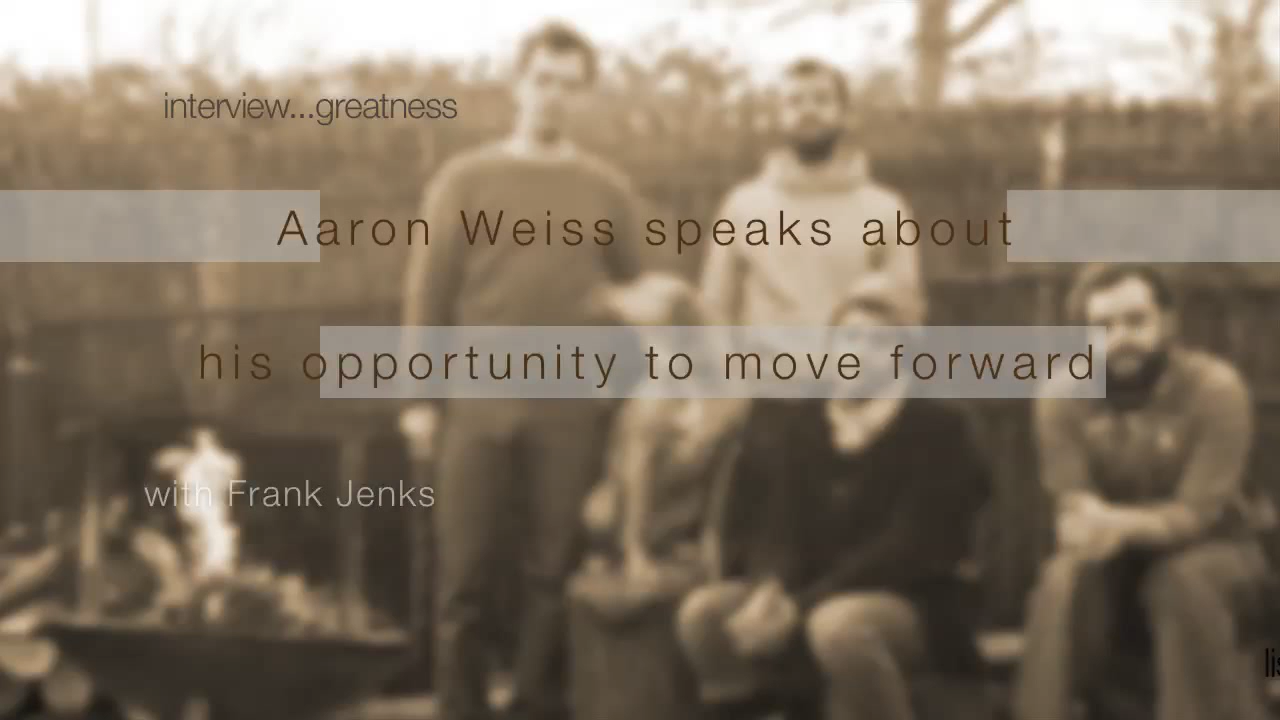 interview...greatness
Aaron Weiss speaks about
his opportunity to move forward
with Frank Jenks